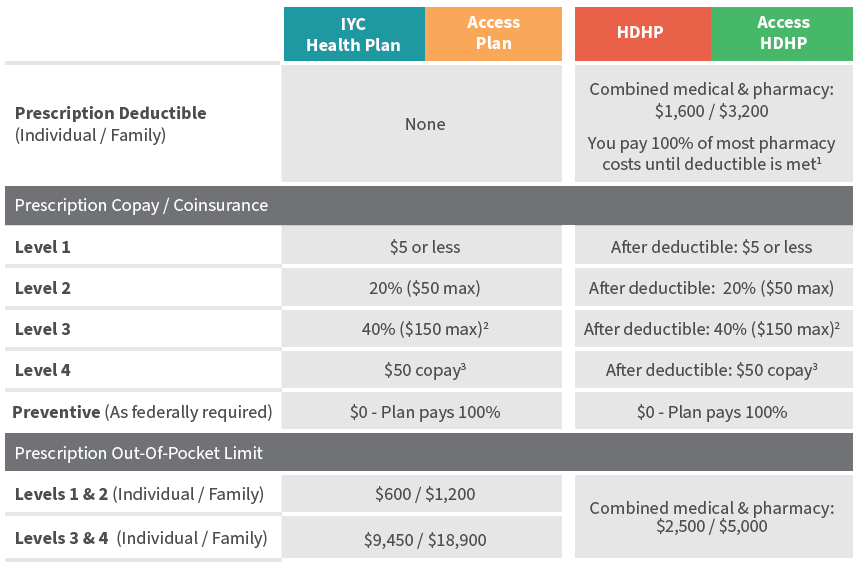 IYC
Health Plan
Access
Plan
HDHP
Access
HDHP
Prescription Deductible
(Individual / Family)
None
Combined medical & pharmacy:
$1,600 / $3,200
You pay 100% of most pharmacy
costs until deductible is met¹
Prescription Copay / Coinsurance
Level 1
$5 or less
After deductible: $5 or less
Level 2
20% ($50 max)
After deductible: 20% ($50 max)
Level 3
40% ($150 max)²
After deductible: 40% ($150 max)²
Level 4
$50 copay³
After deductible: $50 copay³
Preventive (As federally required)
$0 - Plan pays 100%
$0 - Plan pays 100%
Prescription Out-Of-Pocket Limit
Levels 1 & 2 (Individual / Family)
$600 / $1,200
Combined medical & pharmacy:
$2,500 / $5,000
Levels 3 & 4 (Individual / Family)
$9,450 / $18,900